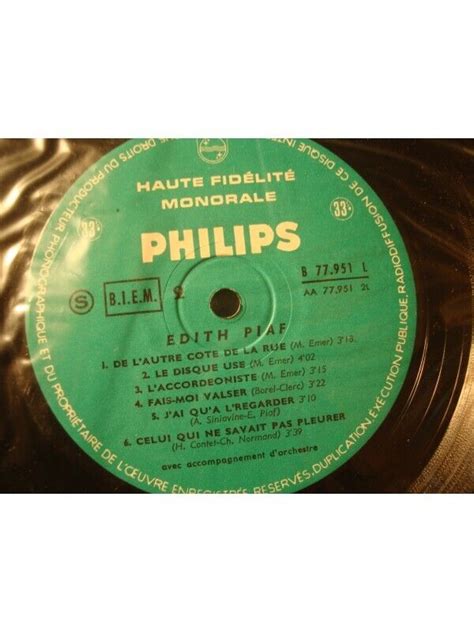 PHILIPS
HAUTE FIDÉLITÉ
MONORALE
PHILIPS
33
33
S
B.I.E.M.
2
B 77.951 L
AA 77.951 2L
EDITH PIAF
1. DE L'AUTRE COTE DE LA RUE (M. Emer) 3'13
2. LE DISQUE USE (M. Emer) 4'02
3. L'ACCORDEONISTE (M. Emer) 3'15
4. FAIS-MOI VALSER (Borel-Clerc) 3'22
5. J'AI QU'A L'REGARDER 3'10
(A. Siniavine-E. Piaf)
6. CELUI QUI NE SAVAIT PAS PLEURER
(H. Contet-Ch. Normand) 3'39
avec accompagnement d'orchestre
DROITS DU PRODUCTEUR PHONOGRAPHIQUE ET DU PROPRIÉTAIRE DE L'ŒUVRE ENREGISTRÉE RÉSERVÉS, DUPLICATION, EXÉCUTION PUBLIQUE, RADIODIFFUSION DE CE DISQUE